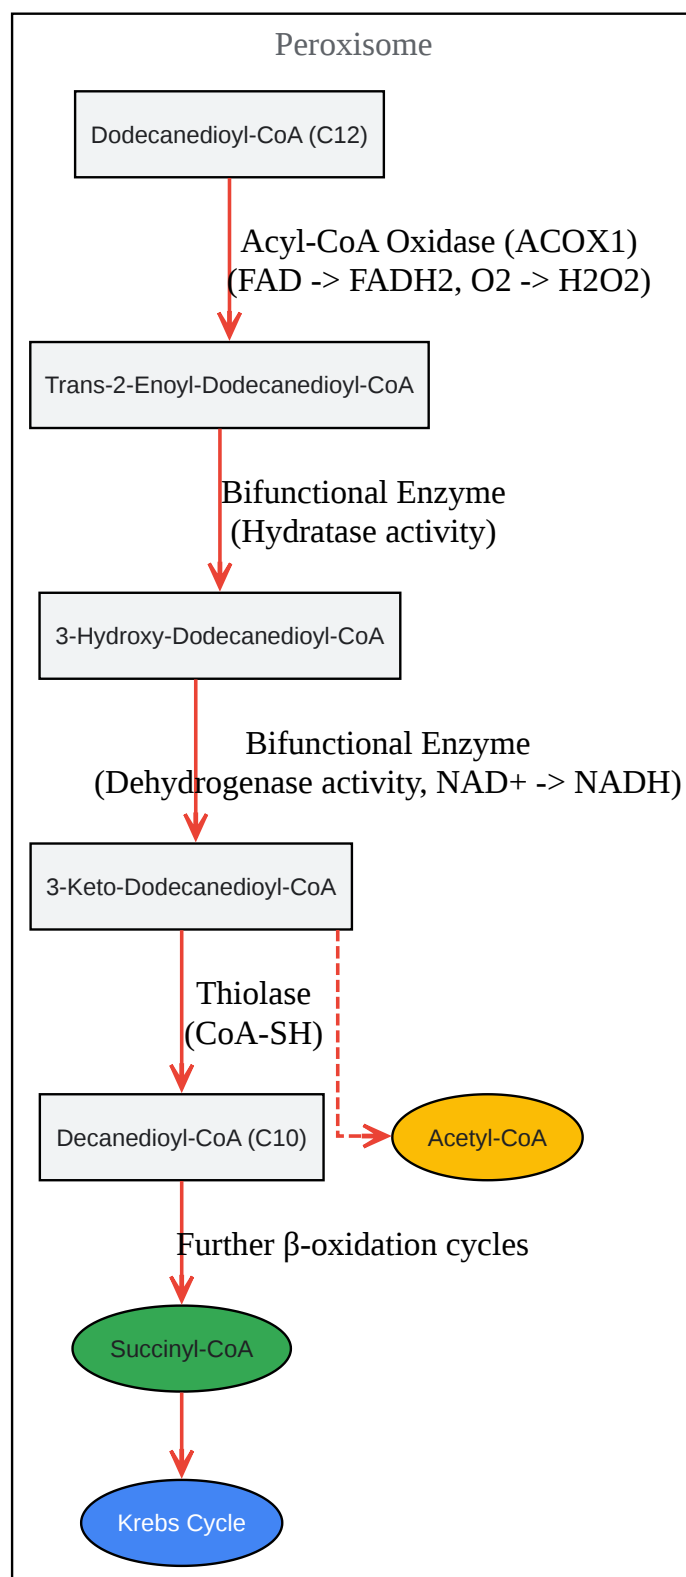 Peroxisome
Dodecanedioyl-CoA (C12)
Acyl-CoA Oxidase (ACOX1)
(FAD -> FADH2, O2 -> H2O2)
Trans-2-Enoyl-Dodecanedioyl-CoA
Bifunctional Enzyme
(Hydratase activity)
3-Hydroxy-Dodecanedioyl-CoA
Bifunctional Enzyme
(Dehydrogenase activity, NAD+ -> NADH)
3-Keto-Dodecanedioyl-CoA
Thiolase
(CoA-SH)
Decanedioyl-CoA (C10)
Acetyl-CoA
Further β-oxidation cycles
Succinyl-CoA
Krebs Cycle